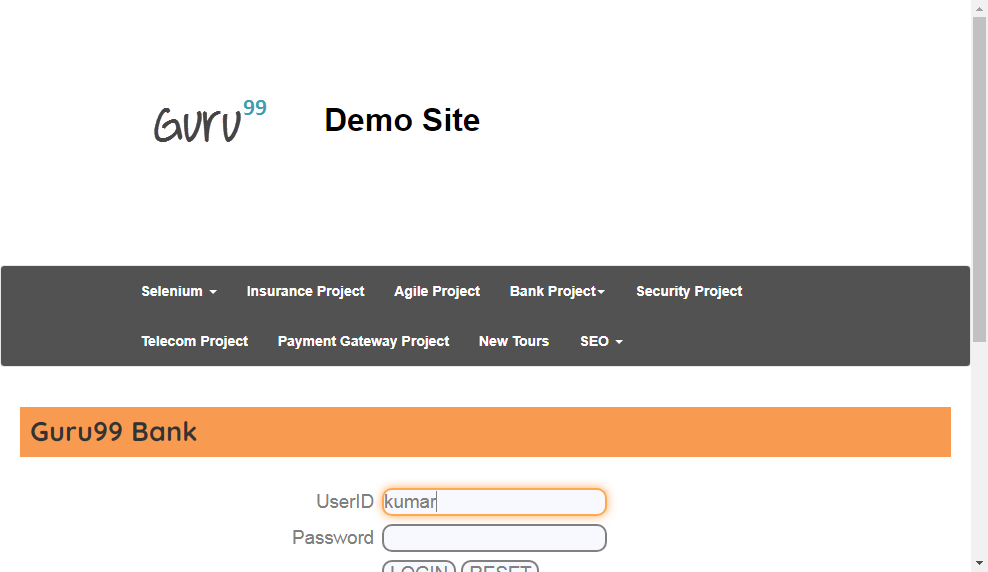 Guru99 Demo Site
Selenium Insurance Project Agile Project Bank Project Security Project
Telecom Project Payment Gateway Project New Tours SEO
Guru99 Bank
UserID kumar
Password
LOGIN RESET